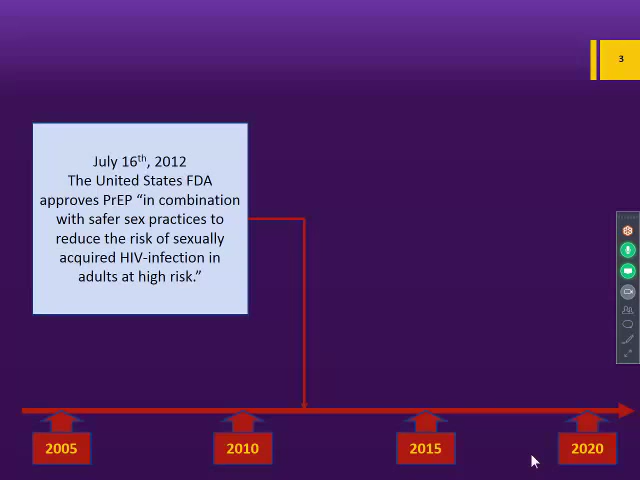 3
July 16th, 2012
The United States FDA
approves PrEP “in combination
with safer sex practices to
reduce the risk of sexually
acquired HIV-infection in
adults at high risk.”
2005
2010
2015
2020